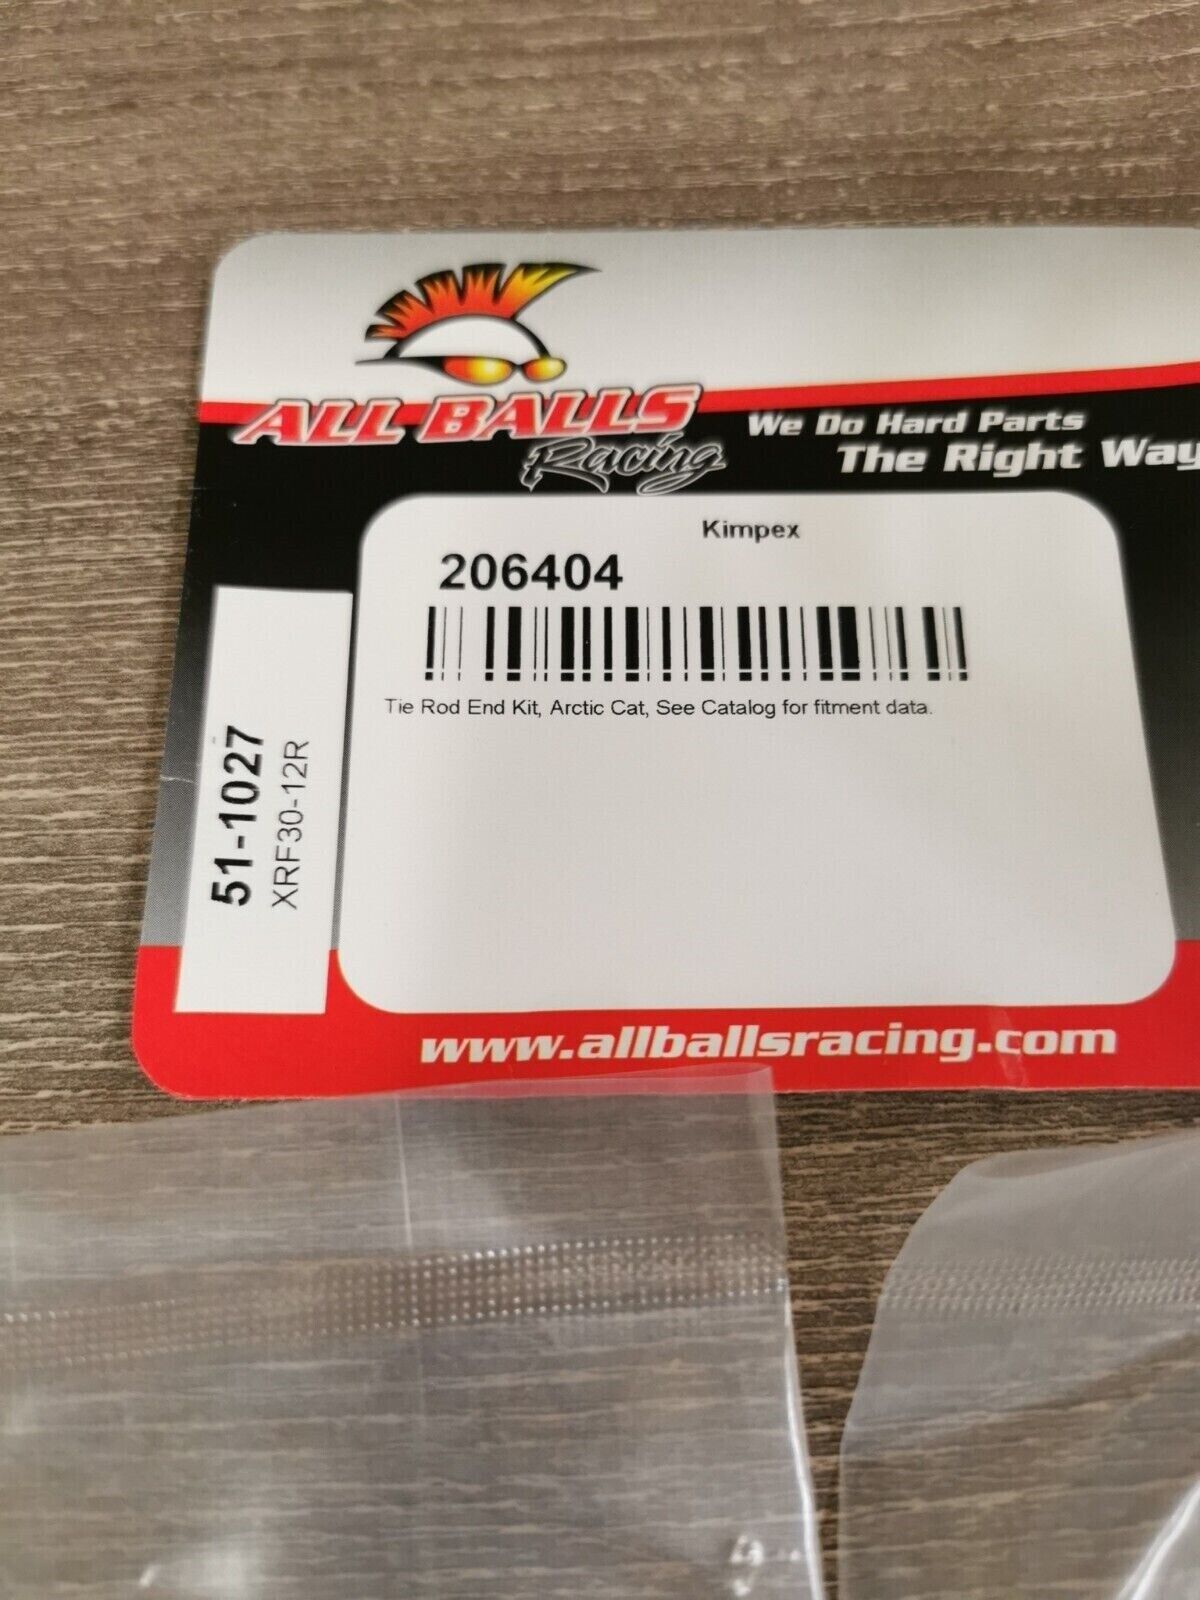 ALL BALLS
Racing
We Do Hard Parts
The Right Way
Kimpex
206404
Tie Rod End Kit, Arctic Cat, See Catalog for fitment data.
51-1027
XRF30-12R
www.allballsracing.com